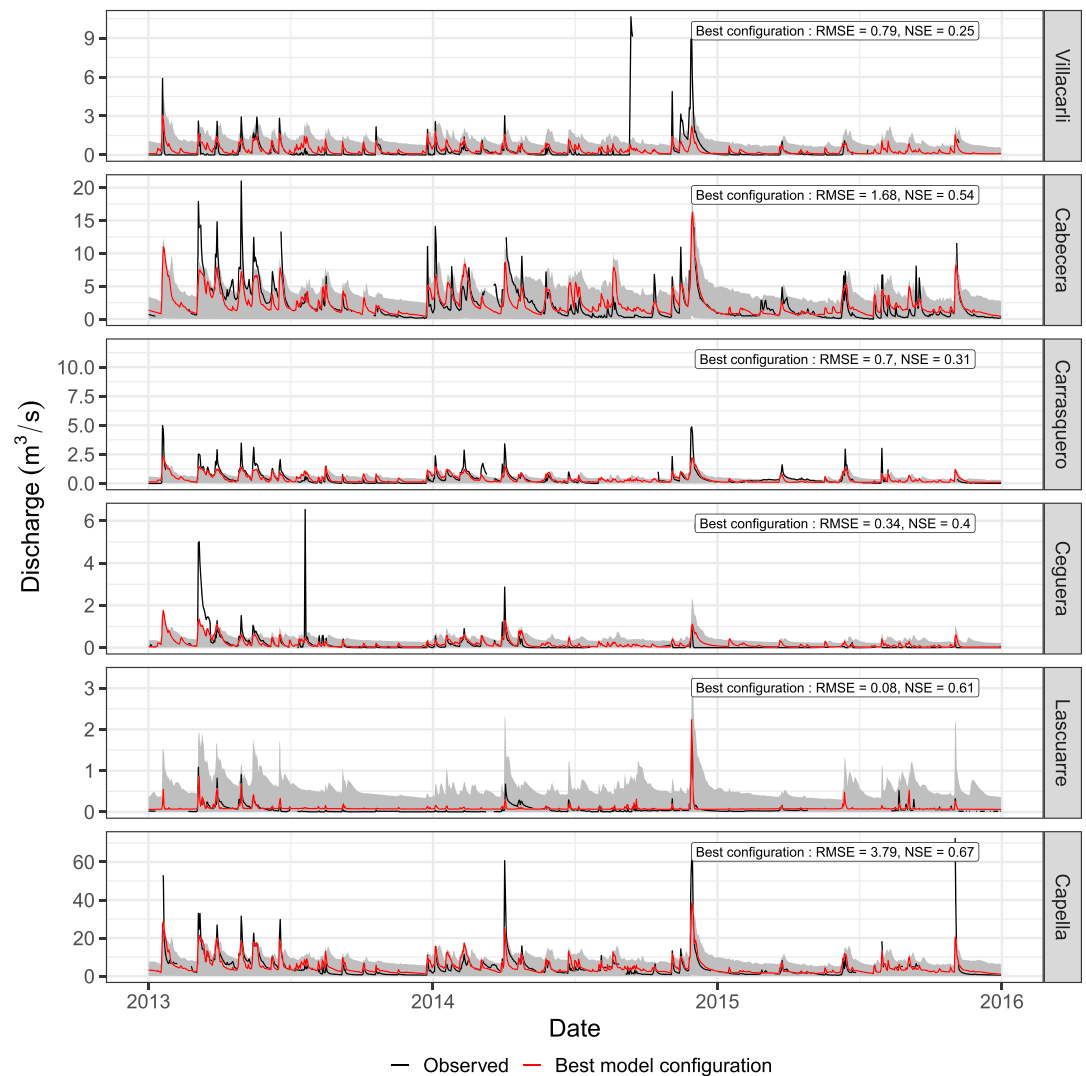 Best configuration : RMSE = 0.79, NSE = 0.25
9
6
3
0
Villacarli
Best configuration : RMSE = 1.68, NSE = 0.54
20
15
10
5
0
Cabecera
Best configuration : RMSE = 0.7, NSE = 0.31
10.0
7.5
5.0
2.5
0.0
Carrasquero
Best configuration : RMSE = 0.34, NSE = 0.4
6
4
2
0
Ceguera
Best configuration : RMSE = 0.08, NSE = 0.61
3
2
1
0
Lascuarre
Best configuration : RMSE = 3.79, NSE = 0.67
60
40
20
0
Capella
Discharge (m³/s)
2013 2014 2015 2016
Date
Observed Best model configuration